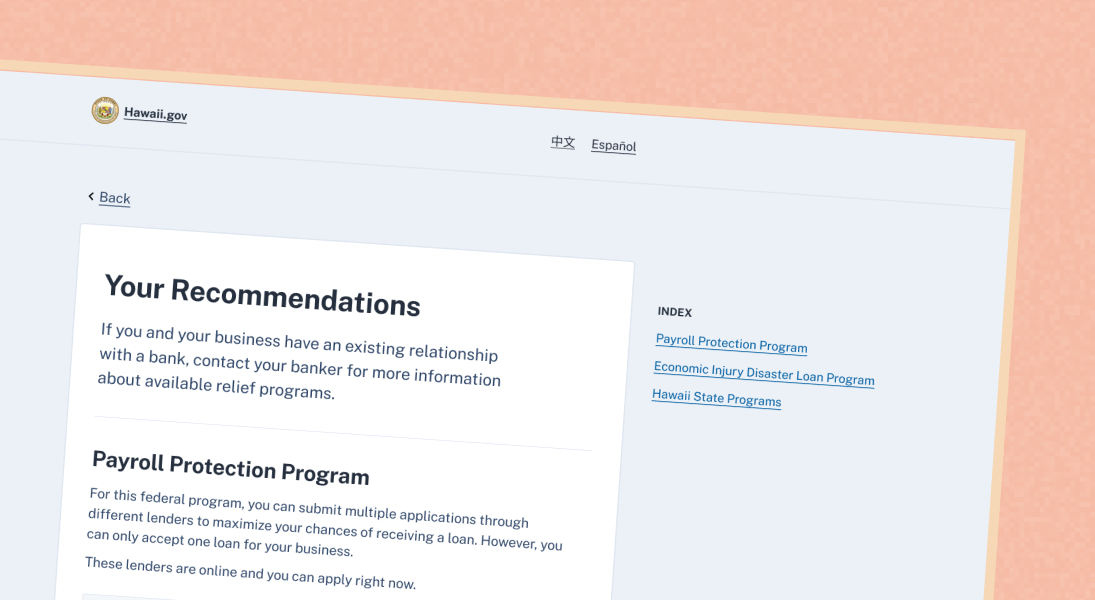 Hawaii.gov
中文 Español
Back
Your Recommendations
If you and your business have an existing relationship
with a bank, contact your banker for more information
about available relief programs.
INDEX
Payroll Protection Program
Economic Injury Disaster Loan Program
Hawaii State Programs
Payroll Protection Program
For this federal program, you can submit multiple applications through
different lenders to maximize your chances of receiving a loan. However, you
can only accept one loan for your business.
These lenders are online and you can apply right now.